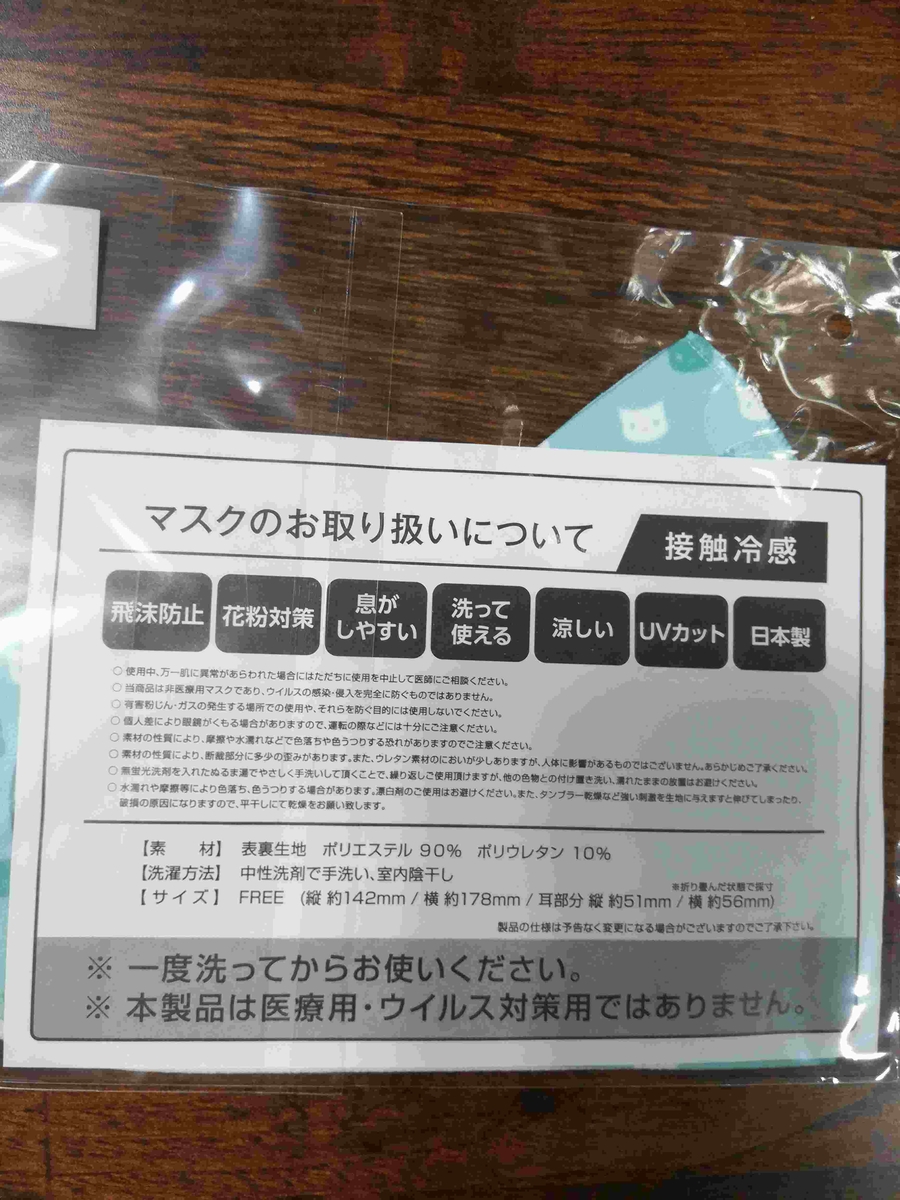 マスクのお取り扱いについて
接触冷感
飛沫防止
花粉対策
息が
しやすい
洗って
使える
涼しい
UVカット
日本製
○ 使用中、万一肌に異常があらわれた場合にはただちに使用を中止して医師にご相談ください。
○ 当商品は非医療用マスクであり、ウイルスの感染・侵入を完全に防ぐものではありません。
○ 有害粉じん・ガスの発生する場所での使用や、それらを防ぐ目的には使用しないでください。
○ 個人差により眼鏡がくもる場合がありますので、運転の際などには十分にご注意ください。
○ 素材の性質により、摩擦や水濡れなどで色落ちや色うつりする恐れがありますのでご注意ください。
○ 素材の性質により、断裁部分に多少の歪みがあります。また、ウレタン素材のにおいが少しありますが、人体に影響があるものではございません。あらかじめご了承ください。
○ 無蛍光洗剤を入れたぬるま湯でやさしく手洗いして頂くことで、繰り返しご使用頂けますが、他の色物との付け置き洗い、濡れたままの放置はお避けください。
○ 水濡れや摩擦等により色落ち、色うつりする場合があります。漂白剤のご使用はお避けください。また、タンブラー乾燥など強い刺激を生地に与えますと伸びてしまったり、
破損の原因になりますので、平干しにて乾燥をお願い致します。
【素　　材】 表裏生地　ポリエステル 90%　ポリウレタン 10%
【洗濯方法】 中性洗剤で手洗い、室内陰干し
※折り畳んだ状態で採寸
【サイズ】 FREE （縦 約142mm / 横 約178mm / 耳部分 縦 約51mm / 横 約56mm）
製品の仕様は予告なく変更になる場合がございますのでご了承下さい。
※ 一度洗ってからお使いください。
※ 本製品は医療用・ウイルス対策用ではありません。